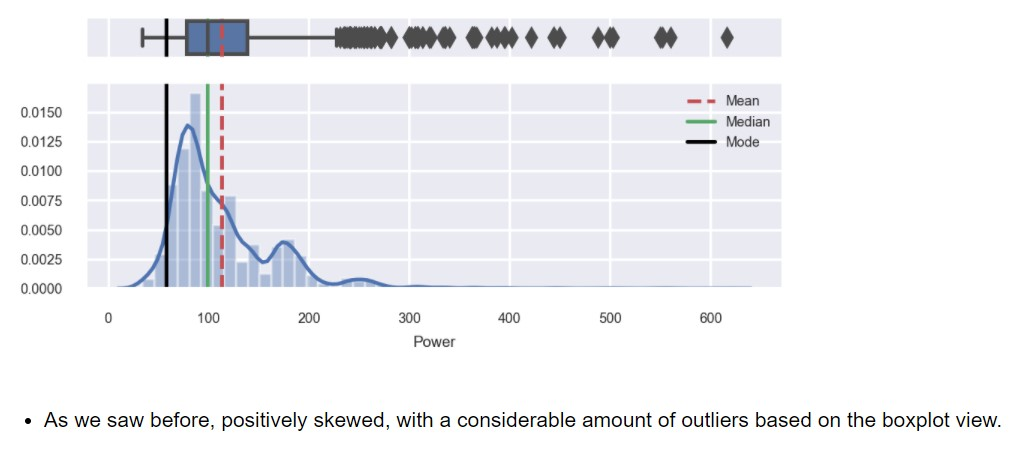 Mean
Median
Mode
0.0150
0.0125
0.0100
0.0075
0.0050
0.0025
0.0000
0 100 200 300 400 500 600
Power
• As we saw before, positively skewed, with a considerable amount of outliers based on the boxplot view.